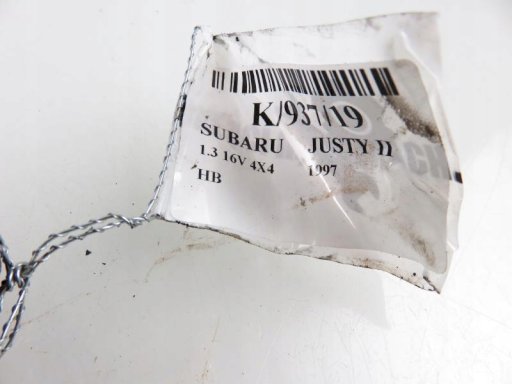 K/937/19
SUBARU JUSTY II
1.3 16V 4X4 1997
HB